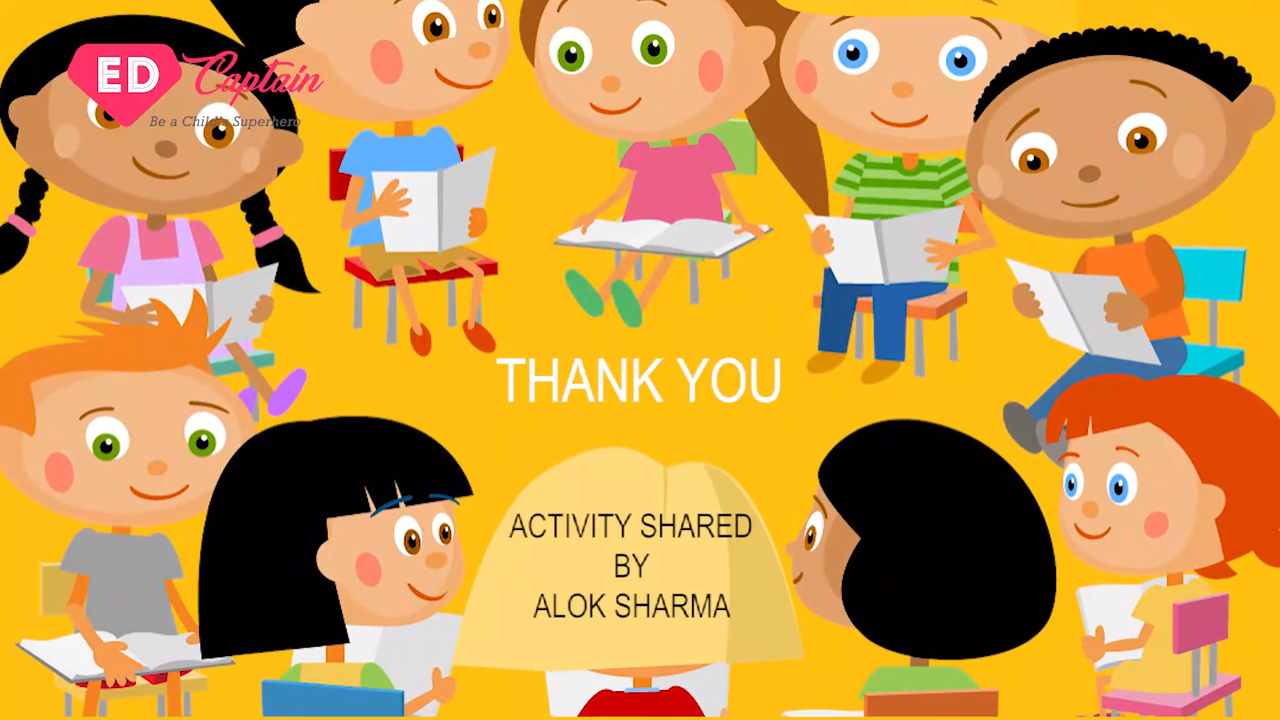 ED Captain
Be a Child's Superhero
THANK YOU
ACTIVITY SHARED
BY
ALOK SHARMA